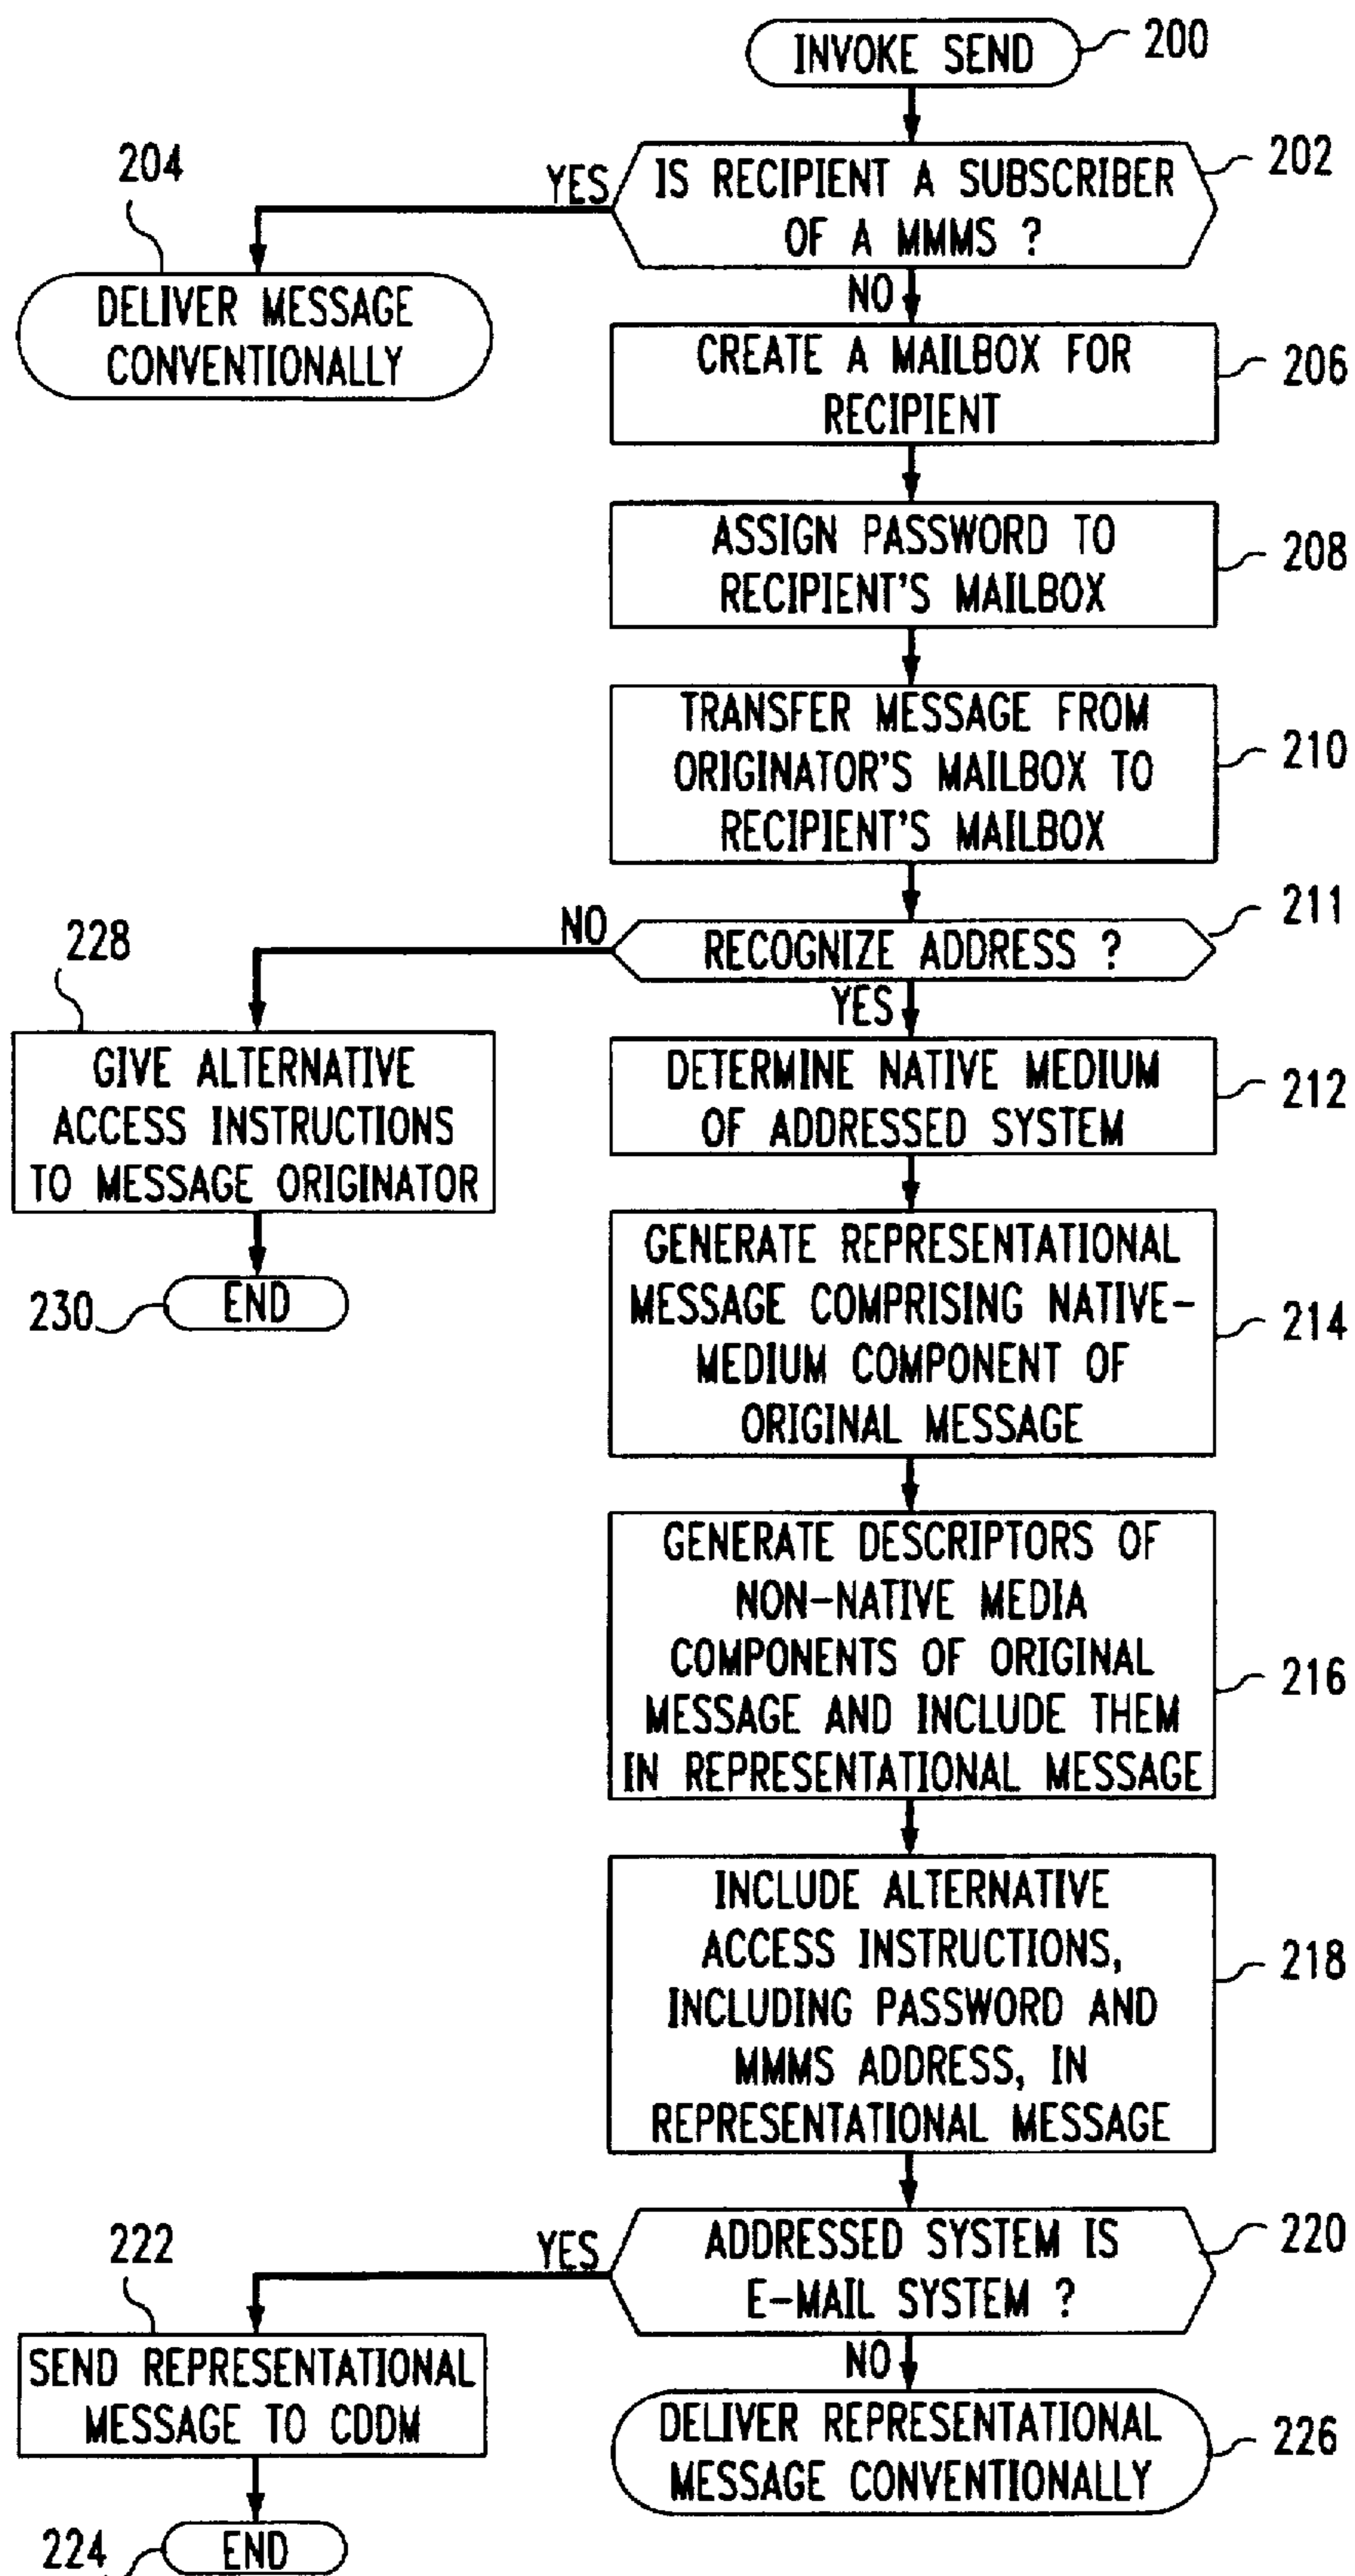 INVOKE SEND
200
IS RECIPIENT A SUBSCRIBER
OF A MMMS ?
202
YES
204
DELIVER MESSAGE
CONVENTIONALLY
NO
CREATE A MAILBOX FOR
RECIPIENT
206
ASSIGN PASSWORD TO
RECIPIENT'S MAILBOX
208
TRANSFER MESSAGE FROM
ORIGINATOR'S MAILBOX TO
RECIPIENT'S MAILBOX
210
RECOGNIZE ADDRESS ?
211
NO
228
GIVE ALTERNATIVE
ACCESS INSTRUCTIONS
TO MESSAGE ORIGINATOR
END
230
YES
DETERMINE NATIVE MEDIUM
OF ADDRESSED SYSTEM
212
GENERATE REPRESENTATIONAL
MESSAGE COMPRISING NATIVE-
MEDIUM COMPONENT OF
ORIGINAL MESSAGE
214
GENERATE DESCRIPTORS OF
NON-NATIVE MEDIA
COMPONENTS OF ORIGINAL
MESSAGE AND INCLUDE THEM
IN REPRESENTATIONAL MESSAGE
216
INCLUDE ALTERNATIVE
ACCESS INSTRUCTIONS,
INCLUDING PASSWORD AND
MMMS ADDRESS, IN
REPRESENTATIONAL MESSAGE
218
ADDRESSED SYSTEM IS
E-MAIL SYSTEM ?
220
YES
222
SEND REPRESENTATIONAL
MESSAGE TO CDDM
END
224
NO
DELIVER REPRESENTATIONAL
MESSAGE CONVENTIONALLY
226